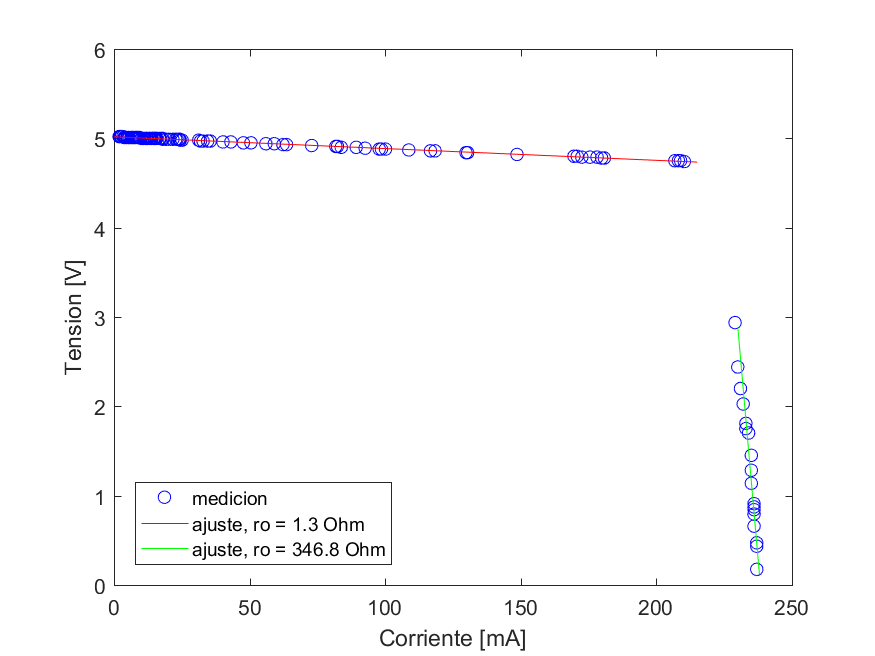 6
5
4
3
2
1
0
Tension [V]
medicion
ajuste, ro = 1.3 Ohm
ajuste, ro = 346.8 Ohm
0 50 100 150 200 250
Corriente [mA]